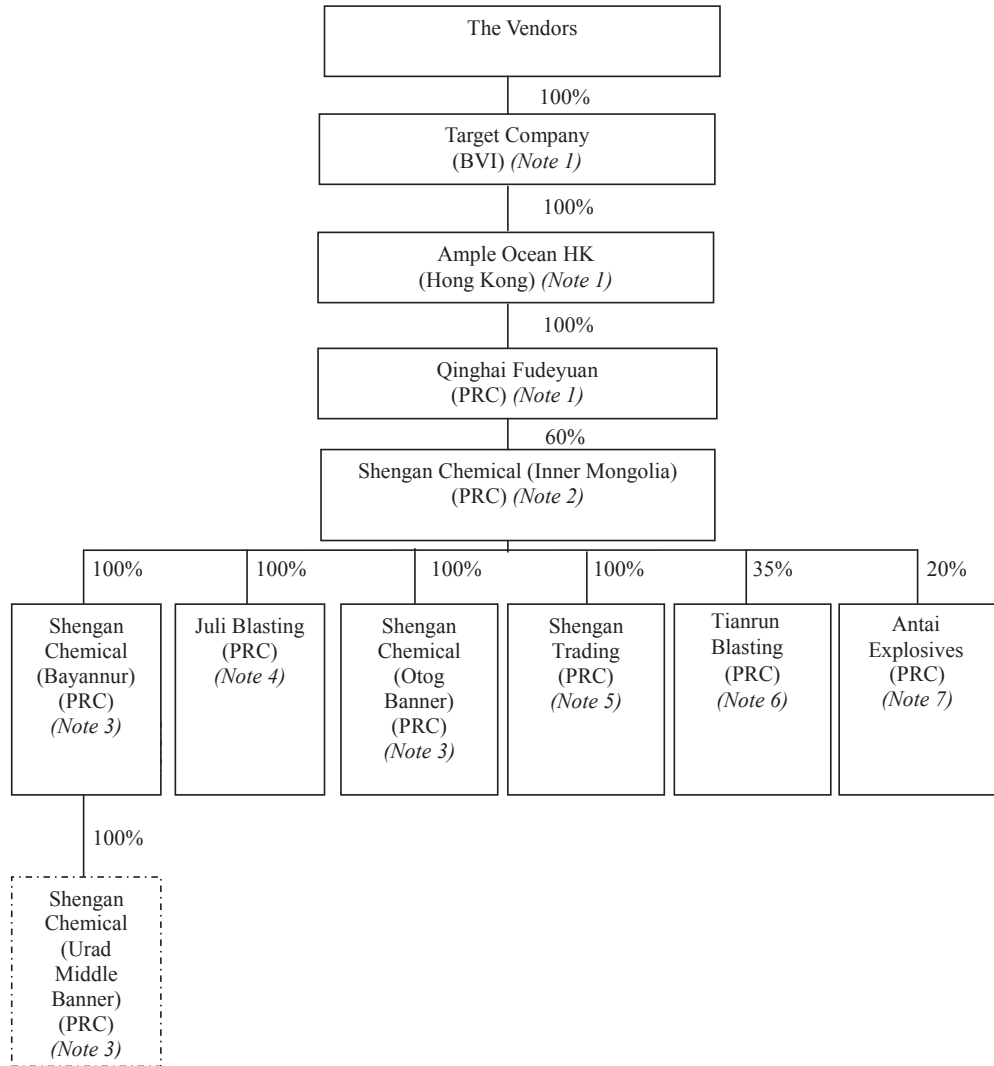 The Vendors
100%
Target Company
(BVI) (Note 1)
100%
Ample Ocean HK
(Hong Kong) (Note 1)
100%
Qinghai Fudeyuan
(PRC) (Note 1)
60%
Shengan Chemical (Inner Mongolia)
(PRC) (Note 2)
100%
Shengan
Chemical
(Bayannur)
(PRC)
(Note 3)
100%
Juli Blasting
(PRC)
(Note 4)
100%
Shengan
Chemical
(Otog
Banner)
(PRC)
(Note 3)
100%
Shengan
Trading
(PRC)
(Note 5)
35%
Tianrun
Blasting
(PRC)
(Note 6)
20%
Antai
Explosives
(PRC)
(Note 7)
100%
Shengan
Chemical
(Urad
Middle
Banner)
(PRC)
(Note 3)